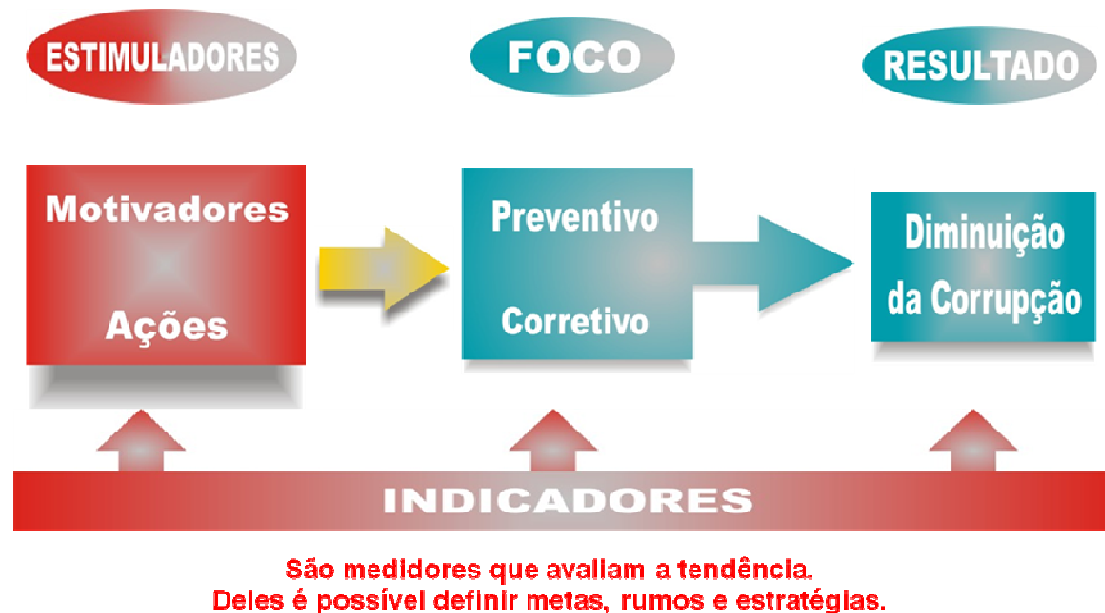 ESTIMULADORES
FOCO
RESULTADO
Motivadores
Ações
Preventivo
Corretivo
Diminuição
da Corrupção
INDICADORES
São medidores que avaliam a tendência.
Deles é possível definir metas, rumos e estratégias.